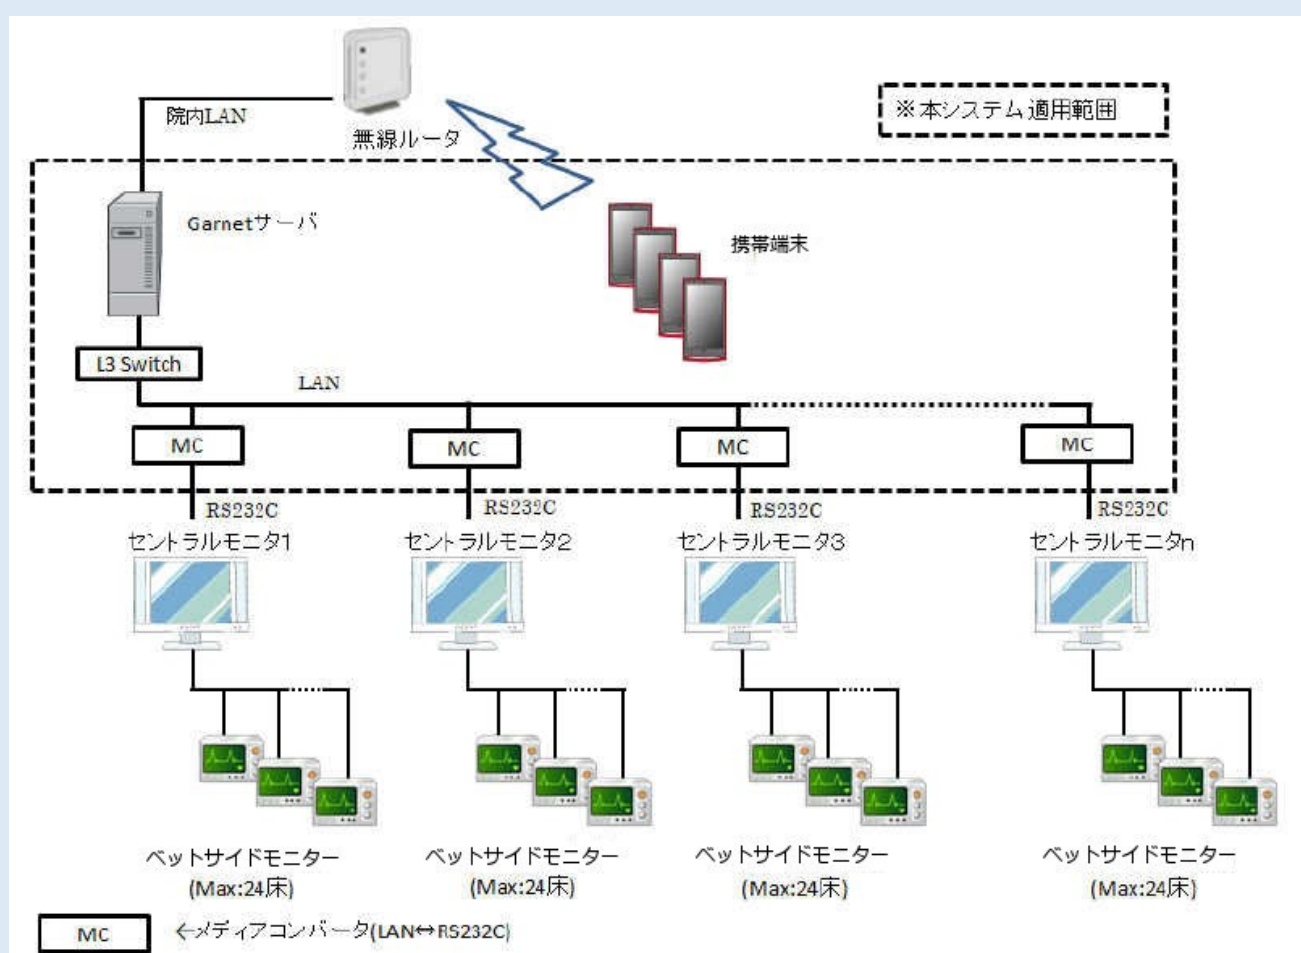 院内LAN
無線ルータ
※本システム適用範囲
Garnetサーバ
携帯端末
L3 Switch
LAN
MC
MC
MC
MC
RS232C
RS232C
RS232C
RS232C
セントラルモニタ1
セントラルモニタ2
セントラルモニタ3
セントラルモニタn
ベットサイドモニター
(Max:24床)
ベットサイドモニター
(Max:24床)
ベットサイドモニター
(Max:24床)
ベットサイドモニター
(Max:24床)
MC
←メディアコンバータ(LAN⇔RS232C)